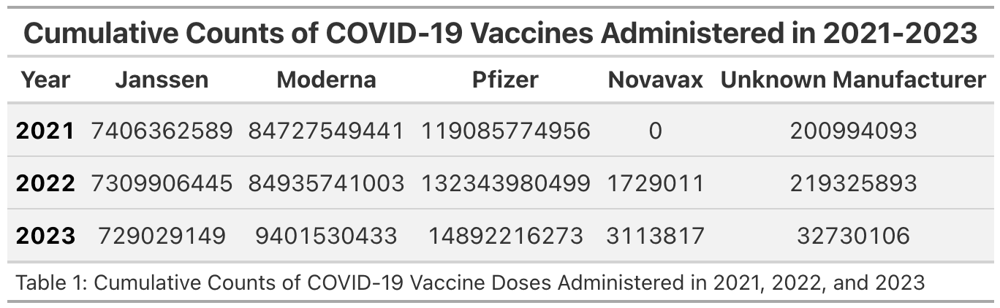 Cumulative Counts of COVID-19 Vaccines Administered in 2021-2023
Year Janssen Moderna Pfizer Novavax Unknown Manufacturer
2021 7406362589 84727549441 119085774956 0 200994093
2022 7309906445 84935741003 132343980499 1729011 219325893
2023 729029149 9401530433 14892216273 3113817 32730106
Table 1: Cumulative Counts of COVID-19 Vaccine Doses Administered in 2021, 2022, and 2023